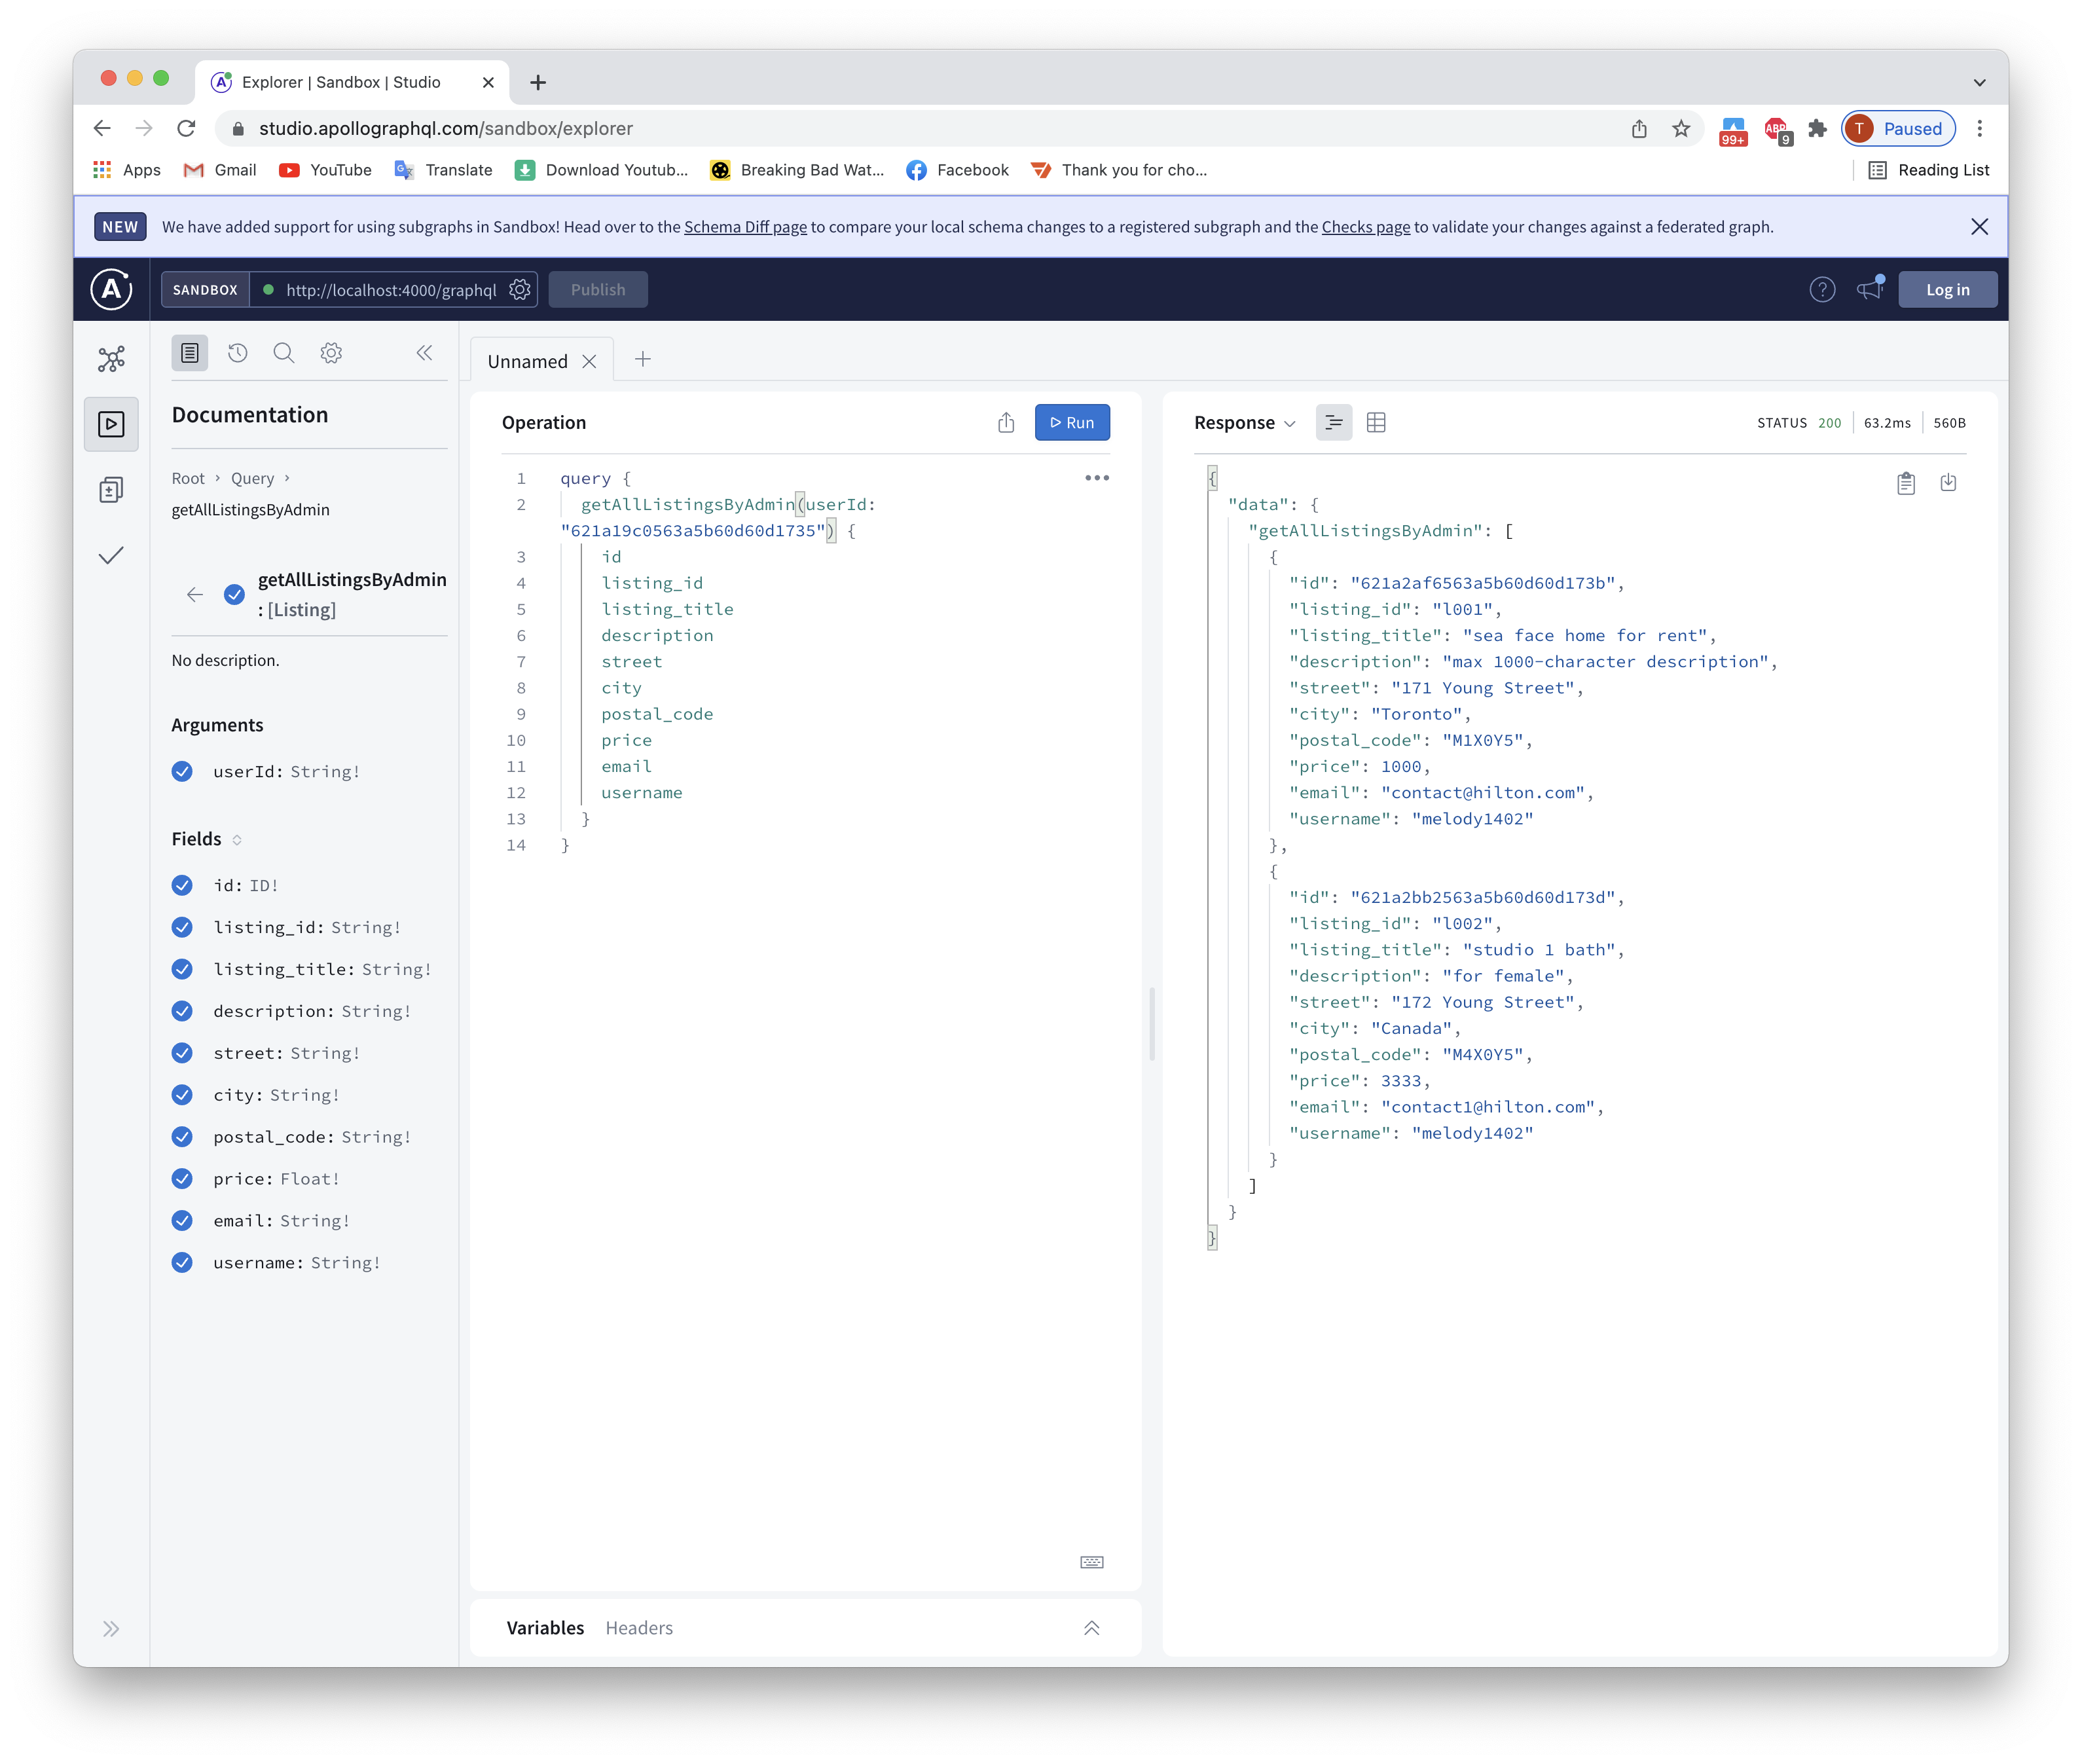 Explorer | Sandbox | Studio
studio.apollographql.com/sandbox/explorer
99+
ABP
9
T
Paused
Apps
Gmail
YouTube
Translate
Download Youtub...
Breaking Bad Wat...
Facebook
Thank you for cho...
Reading List
NEW We have added support for using subgraphs in Sandbox! Head over to the Schema Diff page to compare your local schema changes to a registered subgraph and the Checks page to validate your changes against a federated graph.
SANDBOX
http://localhost:4000/graphql
Publish
Log in
Documentation
Root › Query ›
getAllListingsByAdmin
getAllListingsByAdmin
: [Listing]
No description.
Arguments
userId: String!
Fields
id: ID!
listing_id: String!
listing_title: String!
description: String!
street: String!
city: String!
postal_code: String!
price: Float!
email: String!
username: String!
Unnamed
Operation
Run
1 query {
2 getAllListingsByAdmin(userId:
"621a19c0563a5b60d60d1735") {
3 id
4 listing_id
5 listing_title
6 description
7 street
8 city
9 postal_code
10 price
11 email
12 username
13 }
14 }
Variables
Headers
Response
STATUS 200
63.2ms
560B
{
"data": {
"getAllListingsByAdmin": [
{
"id": "621a2af6563a5b60d60d173b",
"listing_id": "l001",
"listing_title": "sea face home for rent",
"description": "max 1000-character description",
"street": "171 Young Street",
"city": "Toronto",
"postal_code": "M1X0Y5",
"price": 1000,
"email": "contact@hilton.com",
"username": "melody1402"
},
{
"id": "621a2bb2563a5b60d60d173d",
"listing_id": "l002",
"listing_title": "studio 1 bath",
"description": "for female",
"street": "172 Young Street",
"city": "Canada",
"postal_code": "M4X0Y5",
"price": 3333,
"email": "contact1@hilton.com",
"username": "melody1402"
}
]
}
}